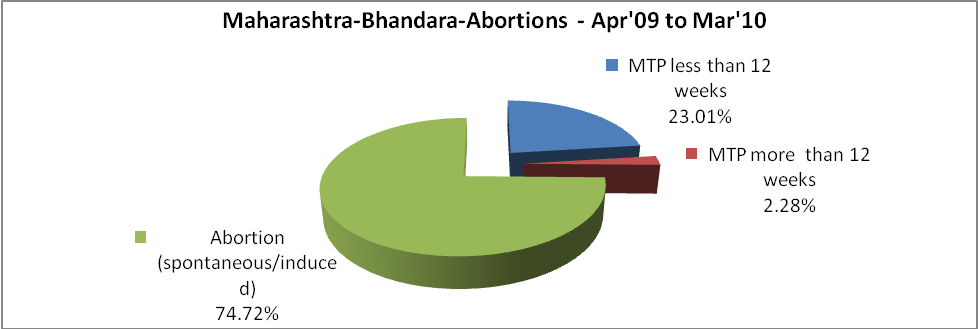 Maharashtra-Bhandara-Abortions - Apr'09 to Mar'10
MTP less than 12
weeks
23.01%
MTP more than 12
weeks
2.28%
Abortion
(spontaneous/induce
d)
74.72%